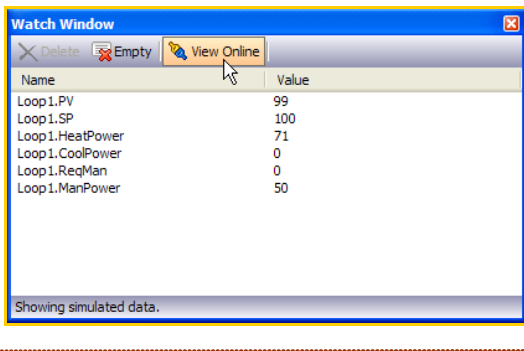 Watch Window
Delete Empty View Online
Name Value
Loop1.PV 99
Loop1.SP 100
Loop1.HeatPower 71
Loop1.CoolPower 0
Loop1.ReqMan 0
Loop1.ManPower 50
Showing simulated data.